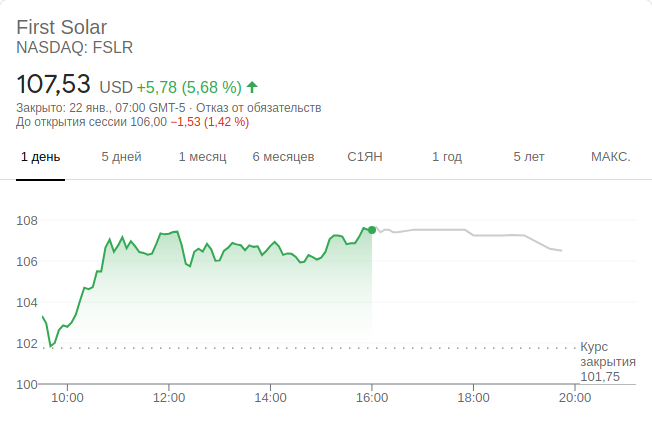 First Solar
NASDAQ: FSLR
107,53 USD +5,78 (5,68 %)
Закрыто: 22 янв., 07:00 GMT-5 · Отказ от обязательств
До открытия сессии 106,00 −1,53 (1,42 %)
1 день 5 дней 1 месяц 6 месяцев С1ЯН 1 год 5 лет МАКС.
108
106
104
102
100
Курс
закрытия
101,75
10:00 12:00 14:00 16:00 18:00 20:00